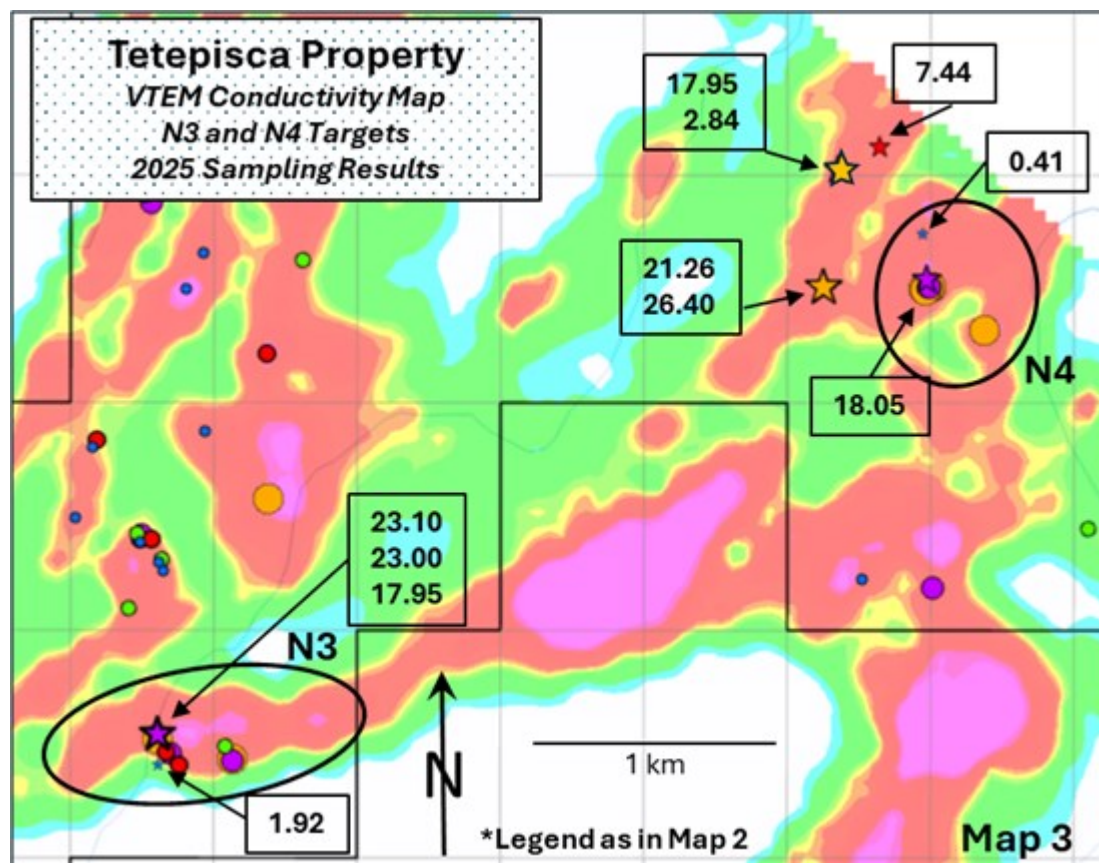 Tetepisca Property
VTEM Conductivity Map
N3 and N4 Targets
2025 Sampling Results
17.95
2.84
7.44
0.41
21.26
26.40
18.05
N4
23.10
23.00
17.95
N3
N
1 km
1.92
*Legend as in Map 2
Map 3